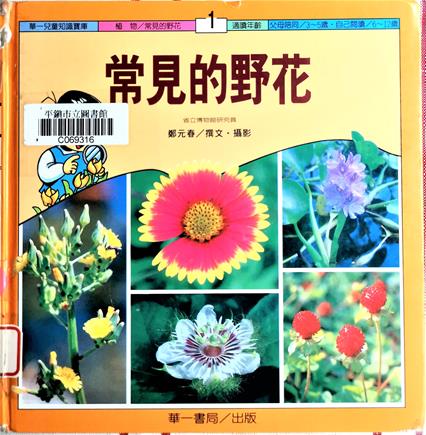 華一兒童知識寶庫 植 物／常見的野花 1 適讀年齡 父母陪同／3～5歲・自己閱讀／6～12歲
常見的野花
平鎮市立圖書館
C069316
省立博物館研究員
鄭元春／撰文・攝影
華一書局／出版